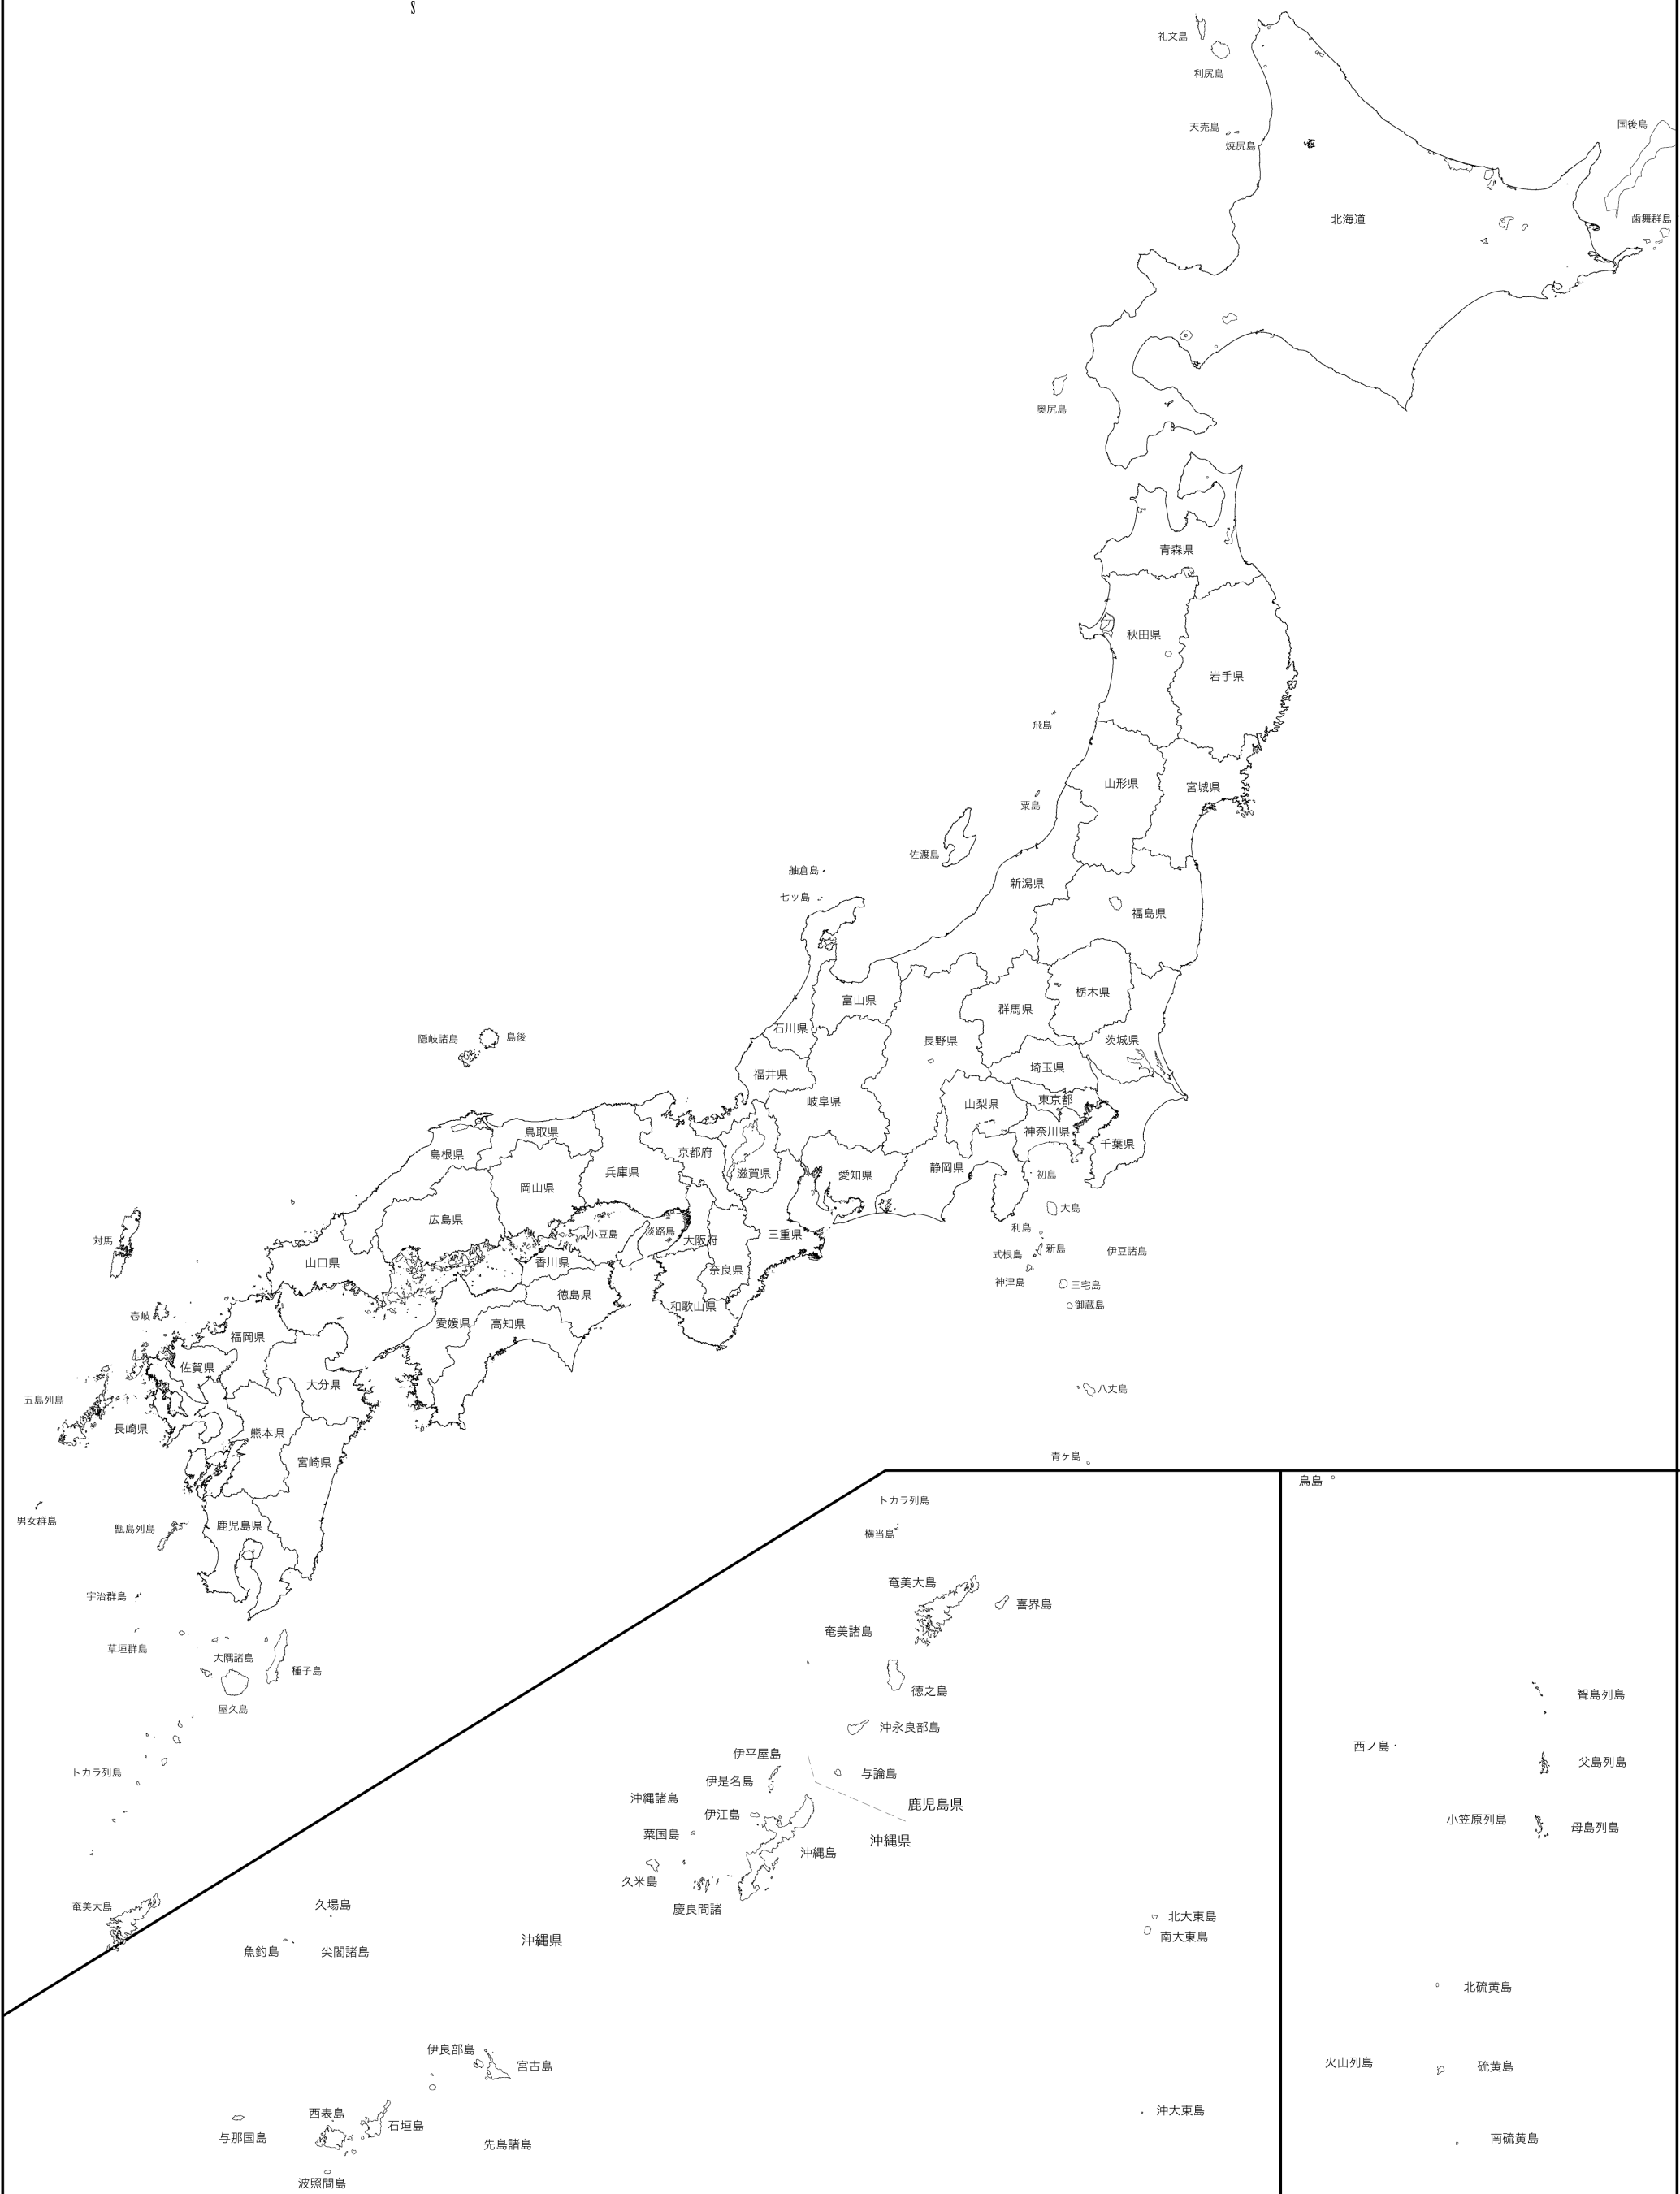 礼文島
利尻島
天売島
焼尻島
国後島
歯舞群島
北海道
奥尻島
青森県
秋田県
岩手県
飛島
山形県
宮城県
粟島
佐渡島
舳倉島
七ッ島
新潟県
福島県
栃木県
群馬県
富山県
石川県
長野県
茨城県
隠岐諸島
島後
福井県
埼玉県
岐阜県
山梨県
東京都
神奈川県
千葉県
鳥取県
島根県
京都府
兵庫県
滋賀県
愛知県
静岡県
初島
岡山県
大島
広島県
利島
小豆島
淡路島
大阪府
三重県
対馬
新島
式根島
伊豆諸島
山口県
香川県
奈良県
神津島
三宅島
徳島県
和歌山県
御蔵島
壱岐
愛媛県
高知県
福岡県
佐賀県
大分県
八丈島
五島列島
長崎県
熊本県
宮崎県
青ヶ島
鳥島
男女群島
甑島列島
鹿児島県
トカラ列島
横当島
宇治群島
奄美大島
喜界島
奄美諸島
草垣群島
大隅諸島
種子島
屋久島
徳之島
聟島列島
沖永良部島
西ノ島
伊平屋島
父島列島
トカラ列島
伊是名島
与論島
沖縄諸島
鹿児島県
伊江島
小笠原列島
母島列島
粟国島
沖縄県
沖縄島
久米島
慶良間諸
奄美大島
久場島
北大東島
南大東島
沖縄県
魚釣島
尖閣諸島
北硫黄島
伊良部島
宮古島
火山列島
硫黄島
西表島
石垣島
沖大東島
与那国島
先島諸島
南硫黄島
波照間島